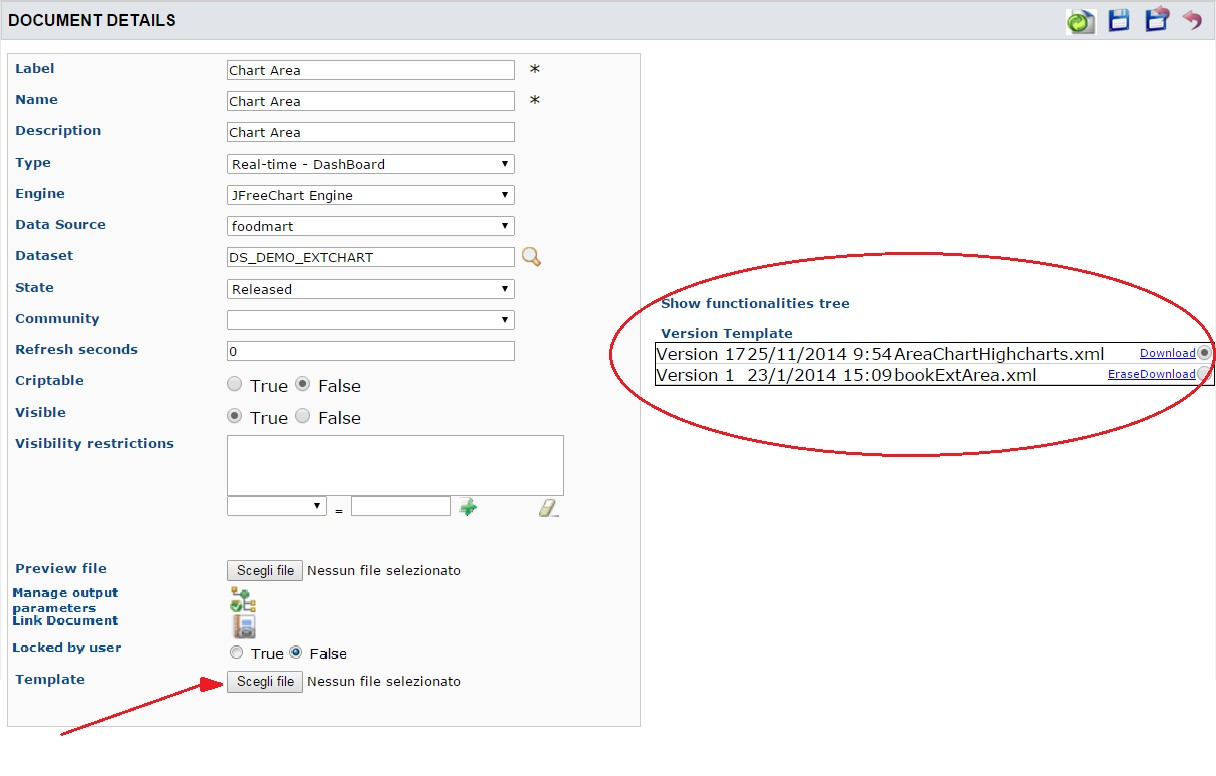 DOCUMENT DETAILS
Label Chart Area *
Name Chart Area *
Description Chart Area
Type Real-time - DashBoard
Engine JFreeChart Engine
Data Source foodmart
Dataset DS_DEMO_EXTCHART
State Released
Community
Refresh seconds 0
Criptable True False
Visible True False
Visibility restrictions
=
Preview file Scegli file Nessun file selezionato
Manage output
parameters
Link Document
Locked by user True False
Template Scegli file Nessun file selezionato
Show functionalities tree
Version Template
Version 17 25/11/2014 9:54 AreaChartHighcharts.xml Download
Version 1 23/1/2014 15:09 bookExtArea.xml Erase Download